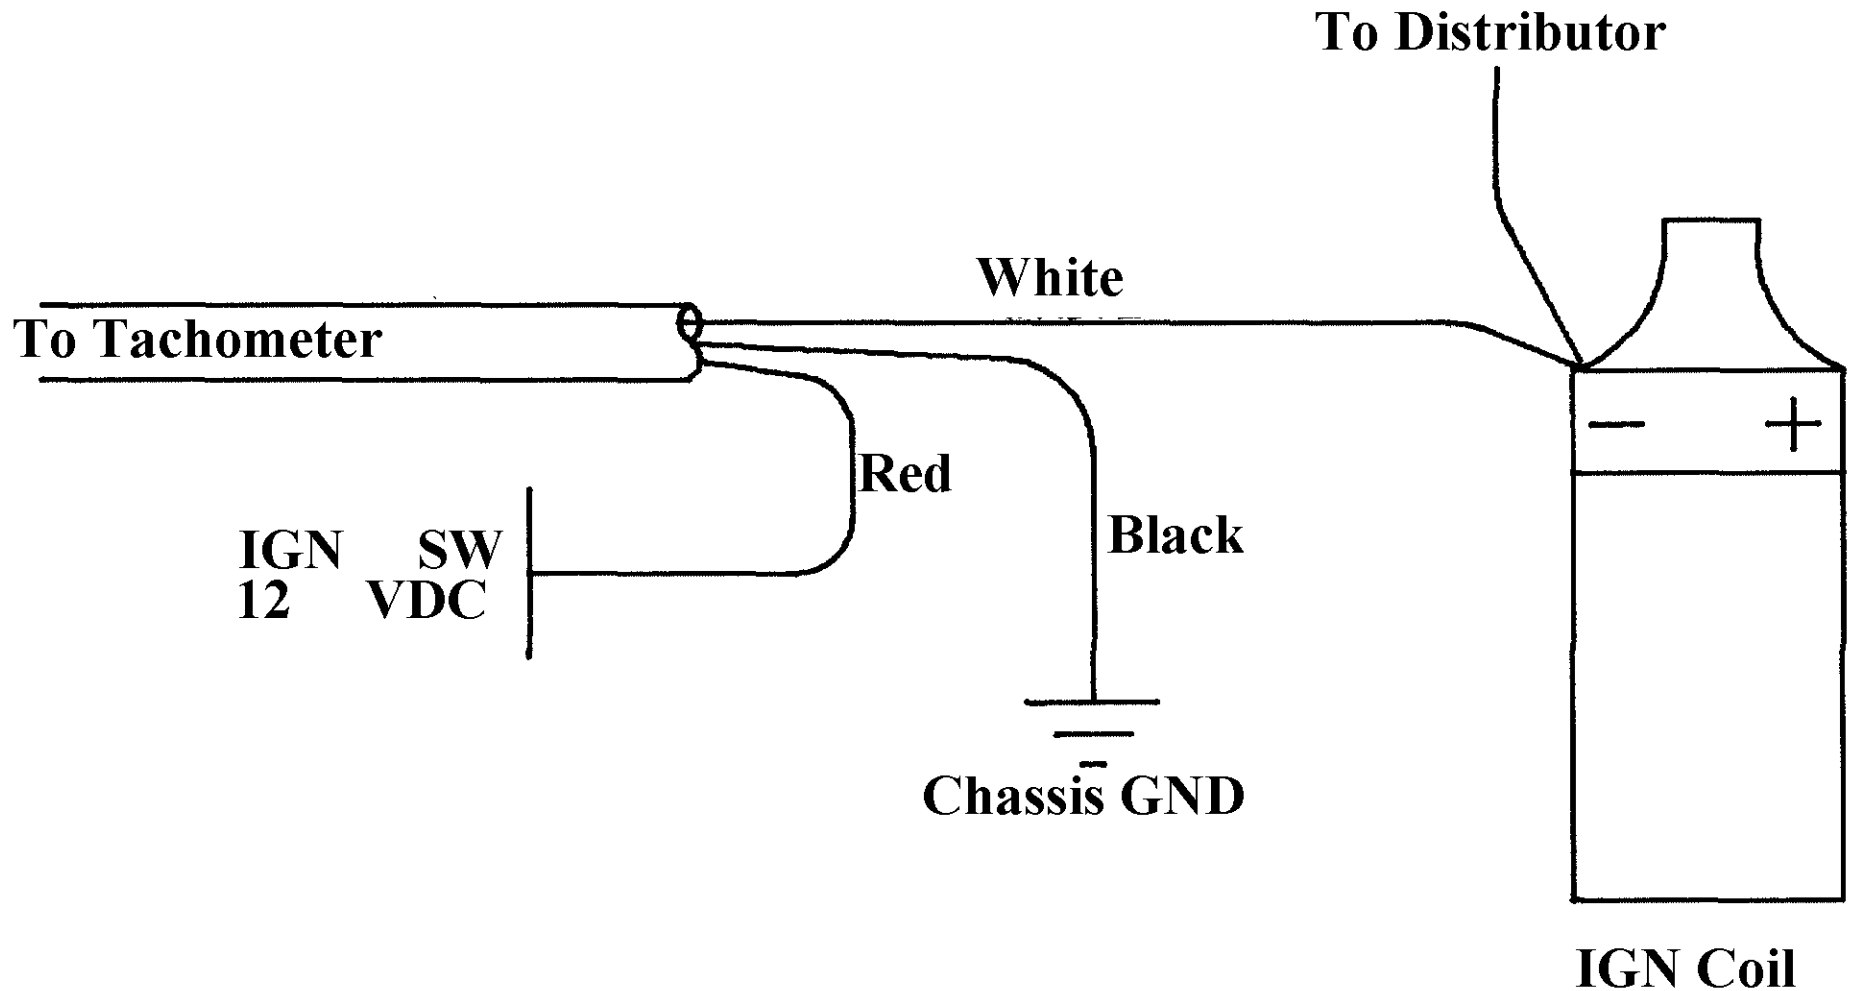 To Distributor
White
To Tachometer
− +
Red
Black
IGN SW
12 VDC
Chassis GND
IGN Coil